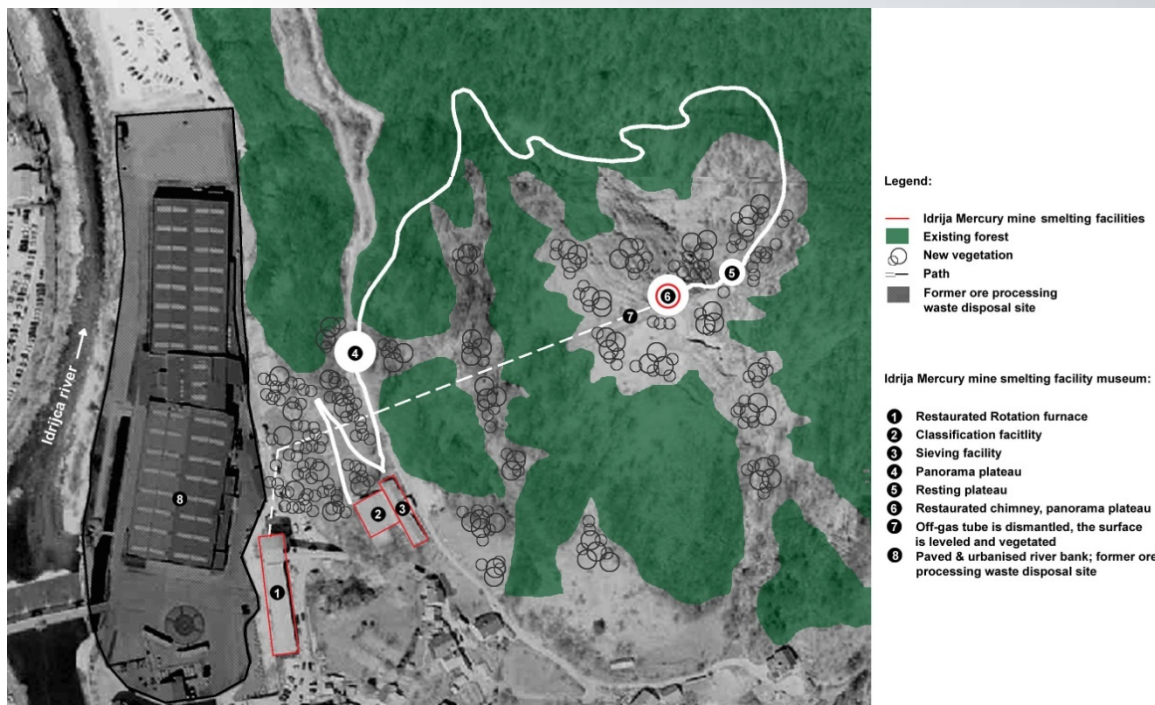 Idrijca river →
1
2
3
4
5
6
7
8
Legend:
Idrija Mercury mine smelting facilities
Existing forest
New vegetation
Path
Former ore processing
waste disposal site
Idrija Mercury mine smelting facility museum:
1 Restaurated Rotation furnace
2 Classification facitlity
3 Sieving facility
4 Panorama plateau
5 Resting plateau
6 Restaurated chimney, panorama plateau
7 Off-gas tube is dismantled, the surface
is leveled and vegetated
8 Paved & urbanised river bank; former ore
processing waste disposal site